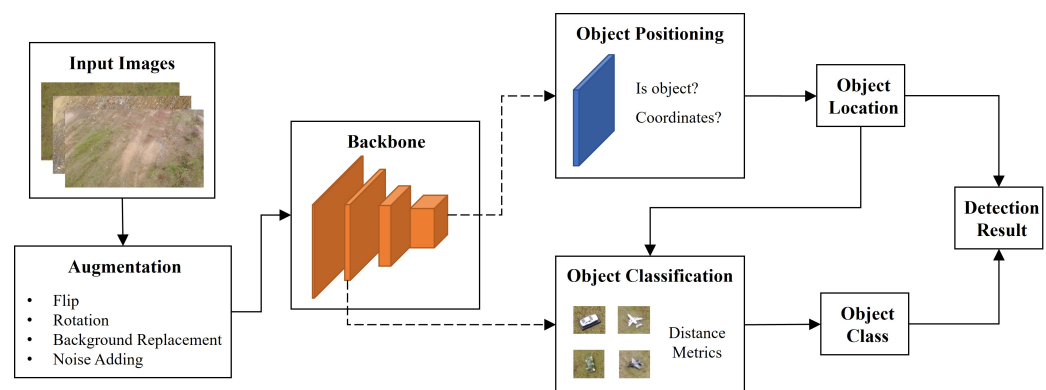 Input Images
Augmentation
• Flip
• Rotation
• Background Replacement
• Noise Adding
Backbone
Object Positioning
Is object?
Coordinates?
Object
Location
Object Classification
Distance
Metrics
Object
Class
Detection
Result